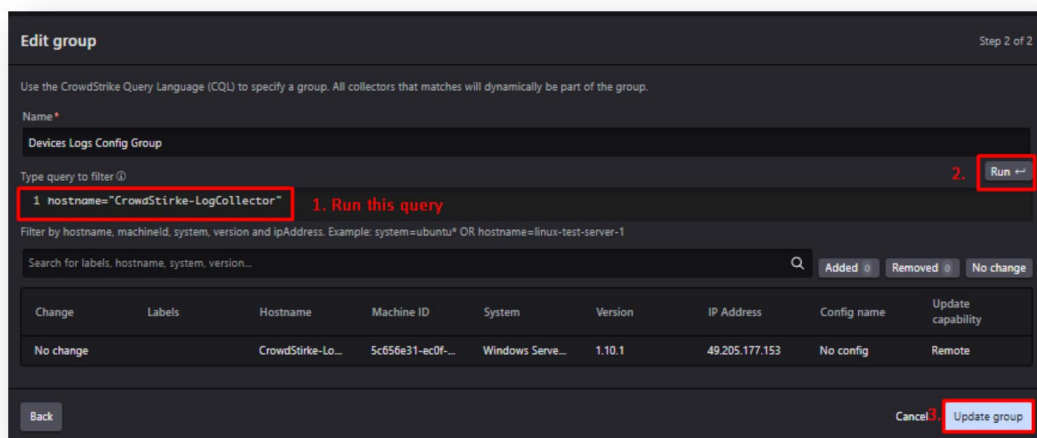 Edit group
Step 2 of 2
Use the CrowdStrike Query Language (CQL) to specify a group. All collectors that matches will dynamically be part of the group.
Name*
Devices Logs Config Group
Type query to filter
2. Run ↵
1 hostname="CrowdStirke-LogCollector" 1. Run this query
Filter by hostname, machineId, system, version and ipAddress. Example: system=ubuntu* OR hostname=linux-test-server-1
Search for labels, hostname, system, version...
Added 0 Removed 0 No change
Change Labels Hostname Machine ID System Version IP Address Config name Update capability
No change CrowdStirke-Lo... 5c656e31-ec0f-... Windows Serve... 1.10.1 49.205.177.153 No config Remote
Back Cancel 3. Update group